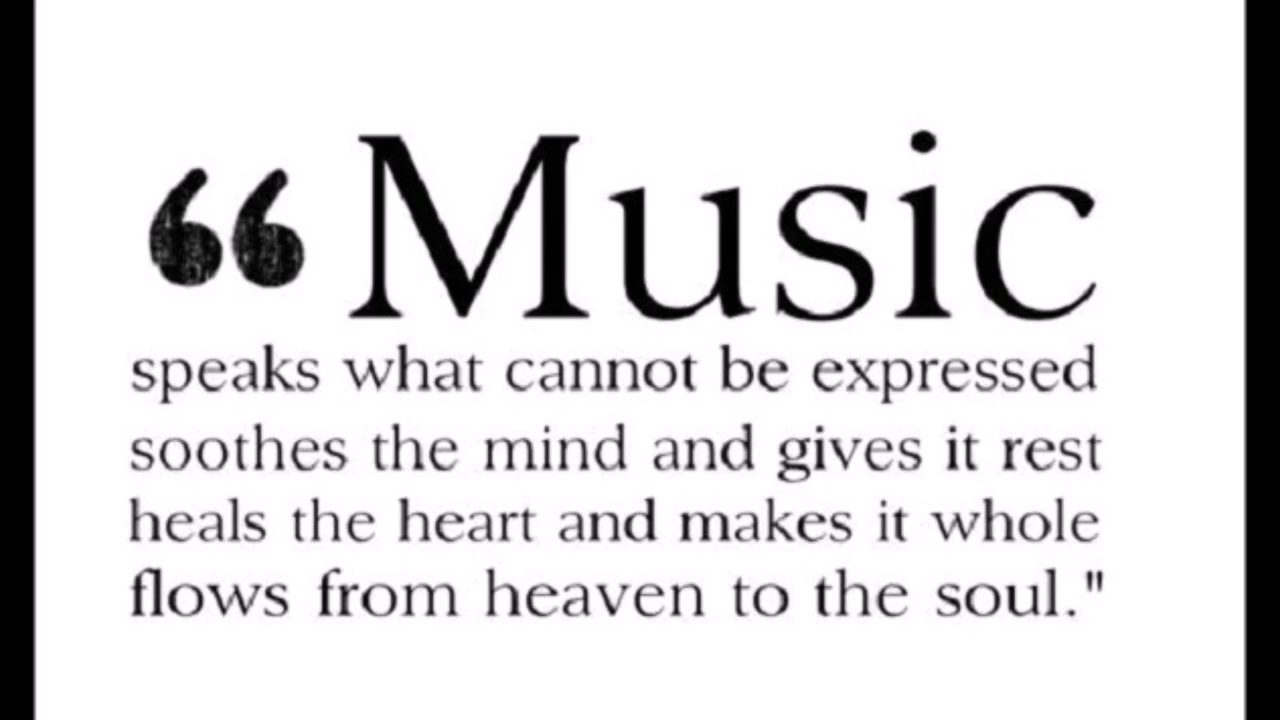 “Music
speaks what cannot be expressed
soothes the mind and gives it rest
heals the heart and makes it whole
flows from heaven to the soul."